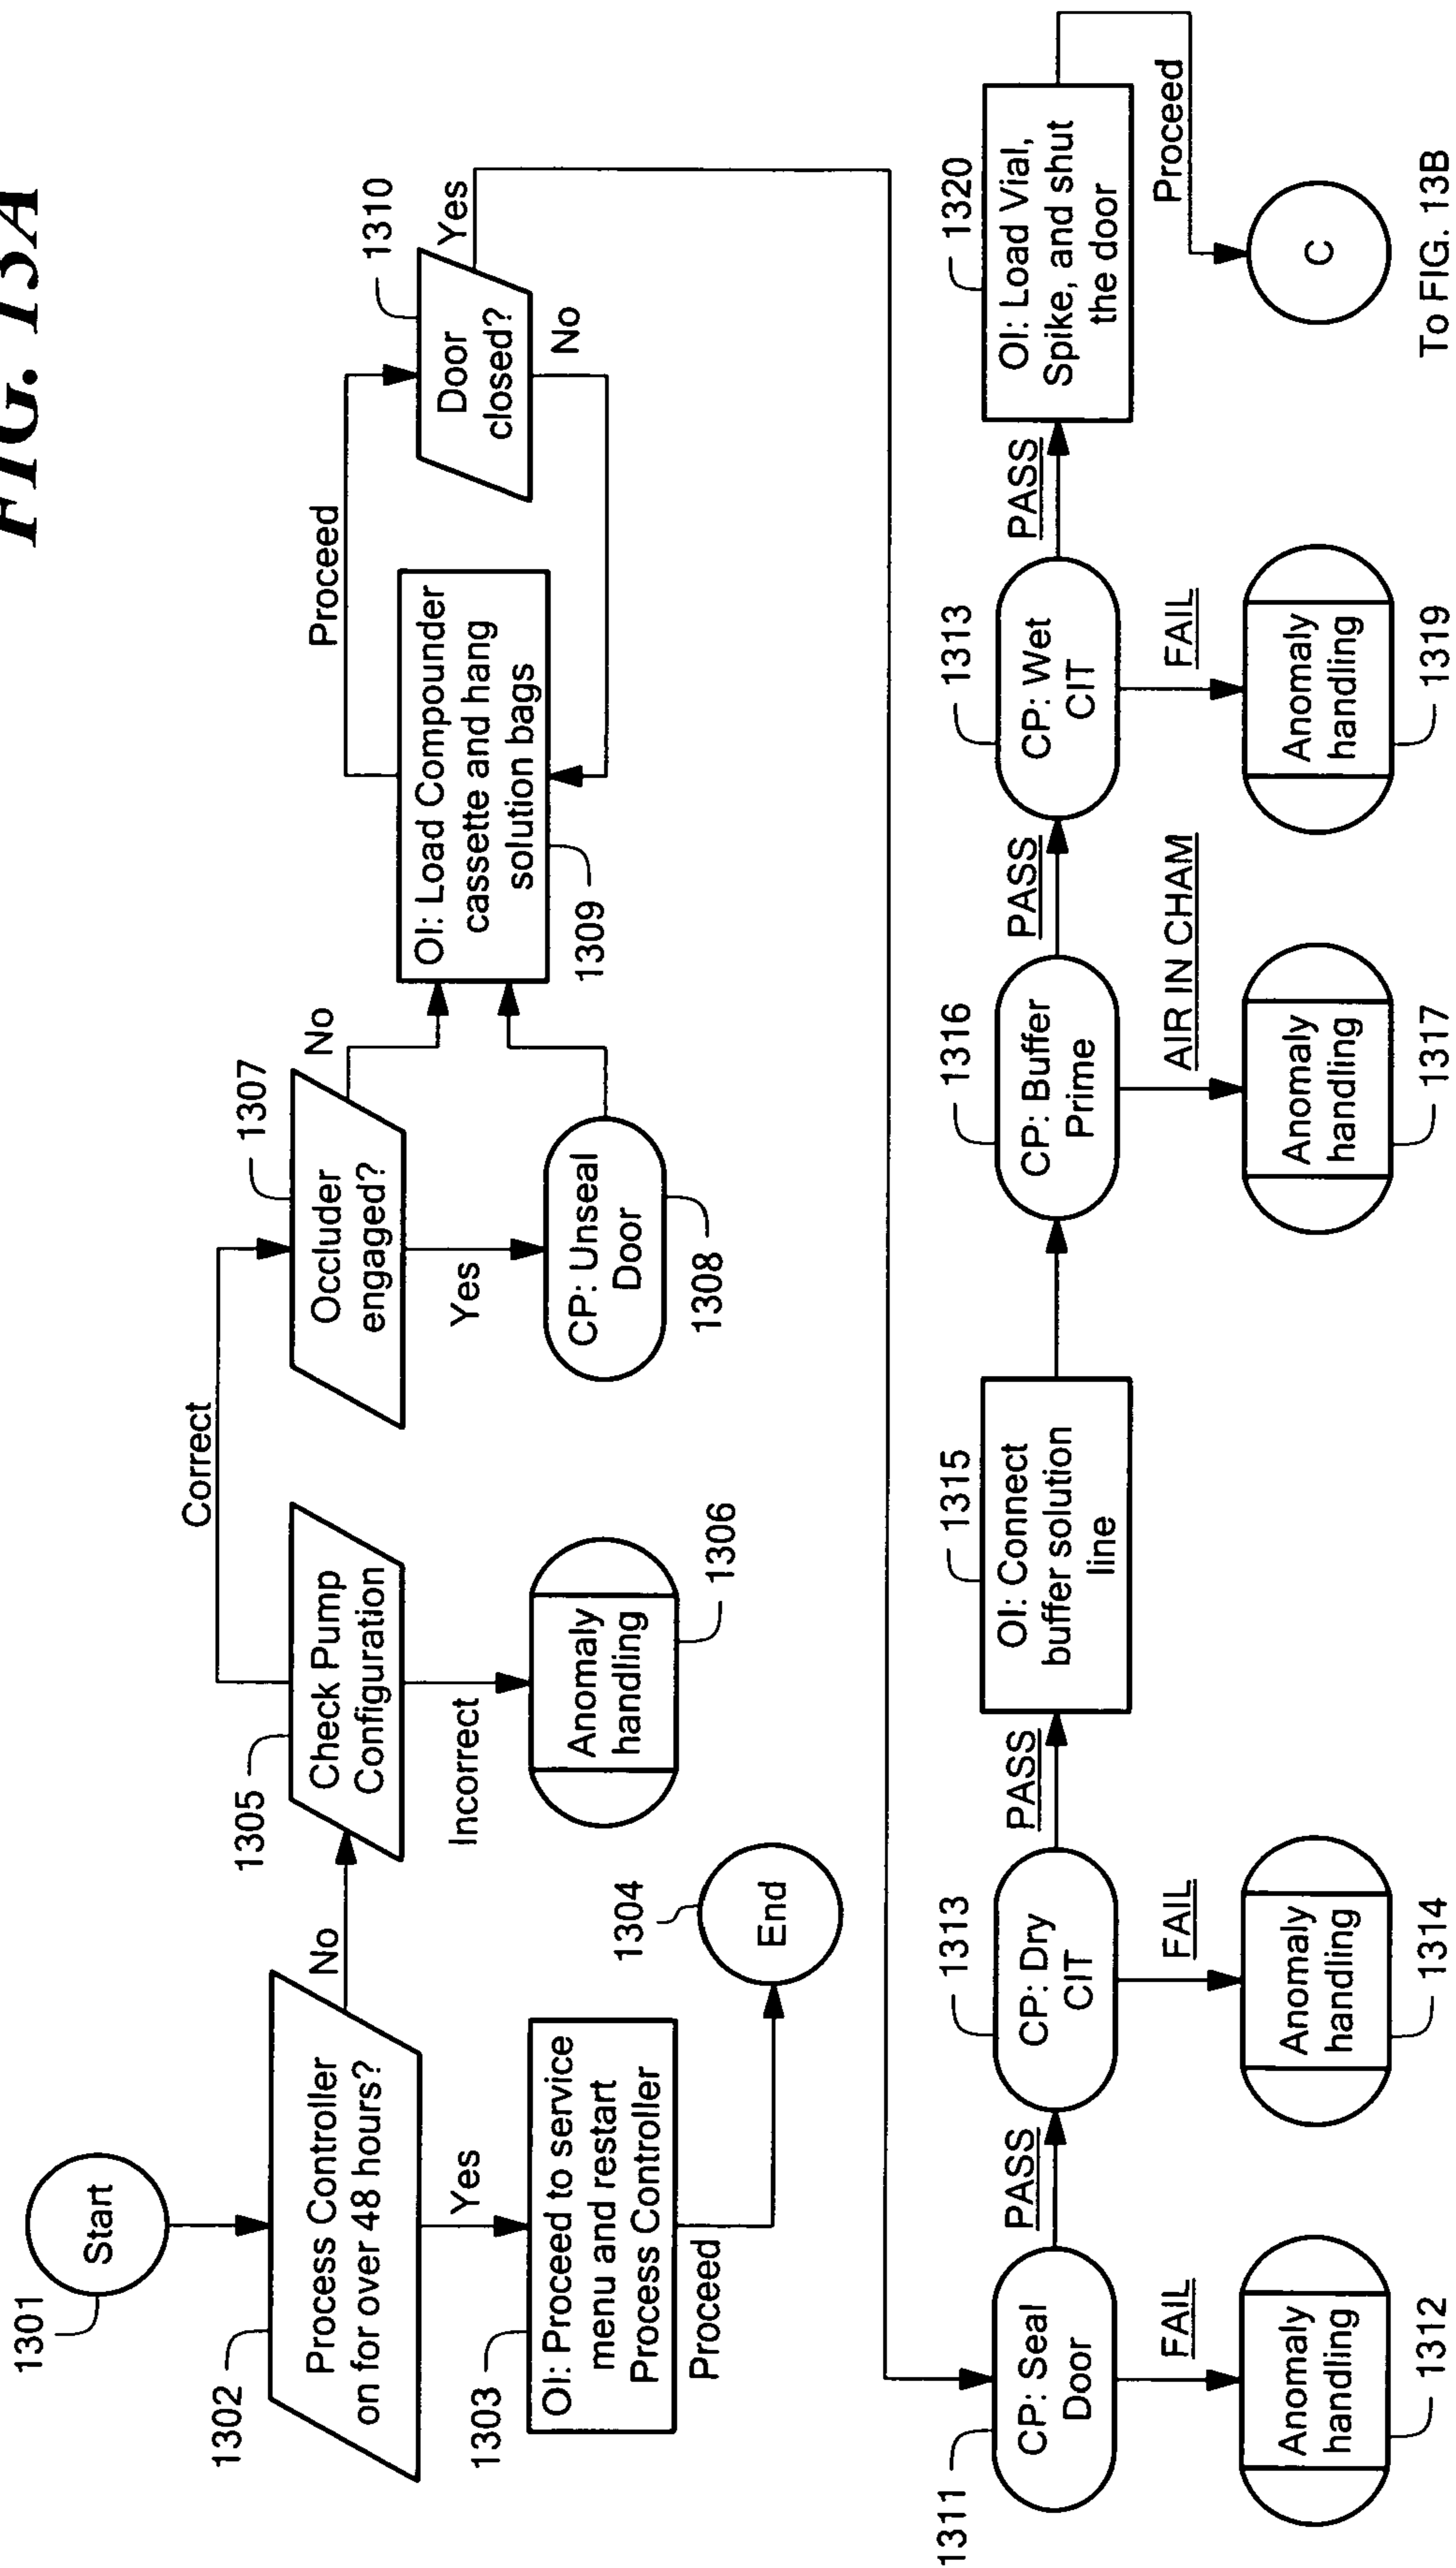 FIG. 13A
1301
Start
1302
Process Controller
on for over 48 hours?
No
Yes
1303
OI: Proceed to service
menu and restart
Process Controller
Proceed
1304
End
1305
Check Pump
Configuration
Correct
Incorrect
Anomaly
handling
1306
1307
Occluder
engaged?
No
Yes
CP: Unseal
Door
1308
OI: Load Compounder
cassette and hang
solution bags
1309
Proceed
1310
Door
closed?
Yes
No
1311
CP: Seal
Door
PASS
FAIL
Anomaly
handling
1312
1313
CP: Dry
CIT
PASS
FAIL
Anomaly
handling
1314
1315
OI: Connect
buffer solution
line
1316
CP: Buffer
Prime
PASS
AIR IN CHAM
Anomaly
handling
1317
1313
CP: Wet
CIT
PASS
FAIL
Anomaly
handling
1319
1320
OI: Load Vial,
Spike, and shut
the door
Proceed
C
To FIG. 13B